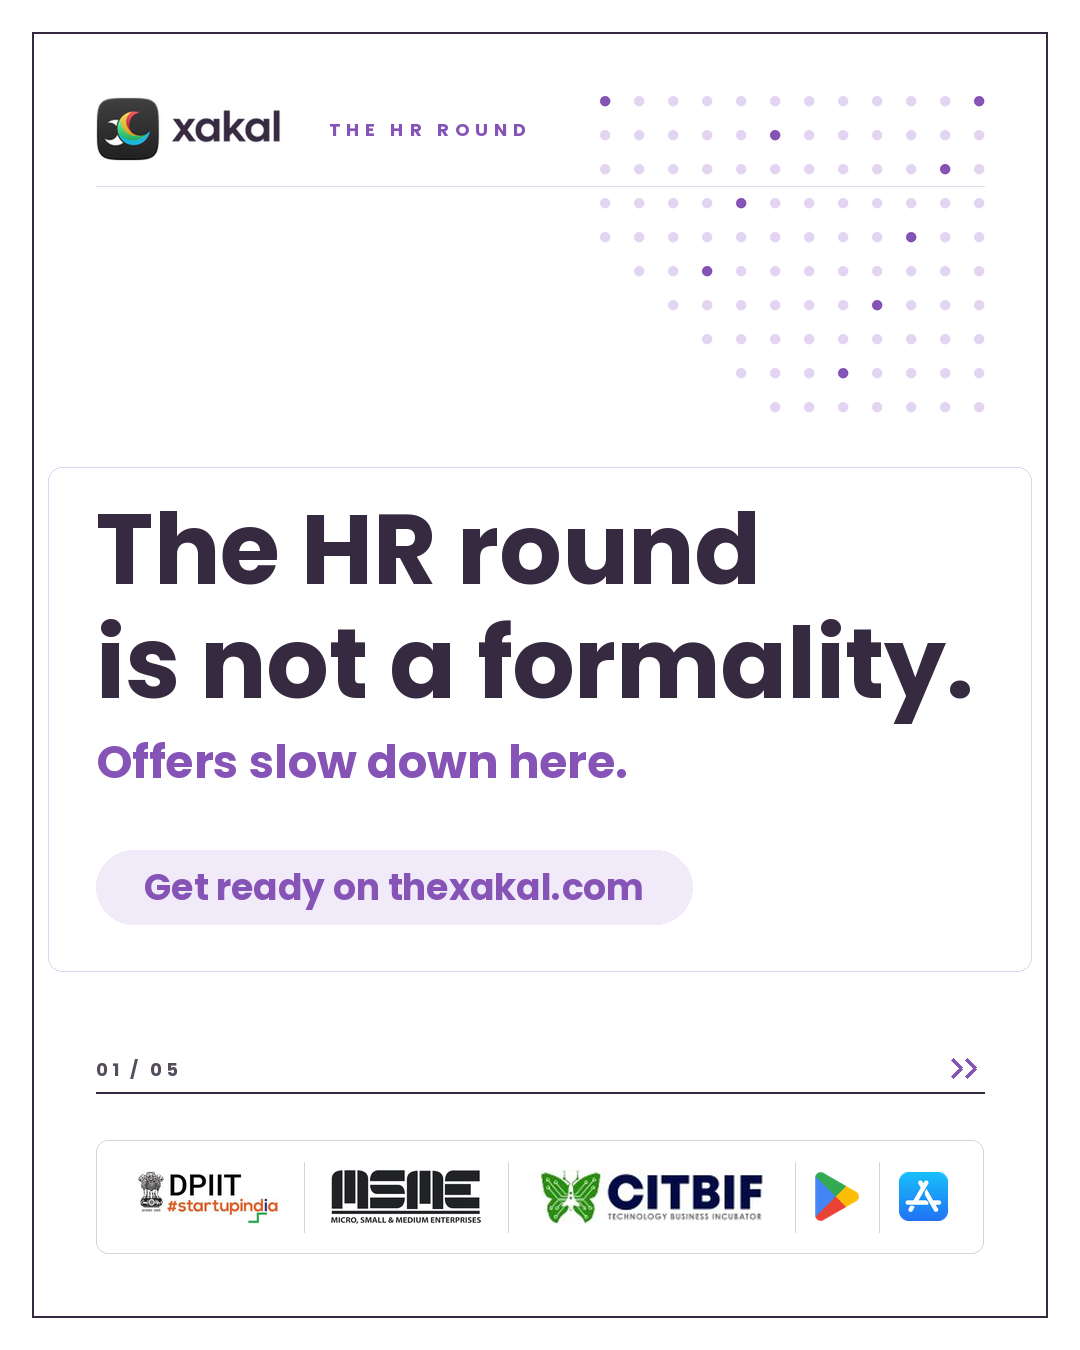 xakal
THE HR ROUND
The HR round
is not a formality.
Offers slow down here.
Get ready on thexakal.com
01 / 05
DPIIT
#startupindia
MSME
MICRO, SMALL & MEDIUM ENTERPRISES
CITBIF
TECHNOLOGY BUSINESS INCUBATOR